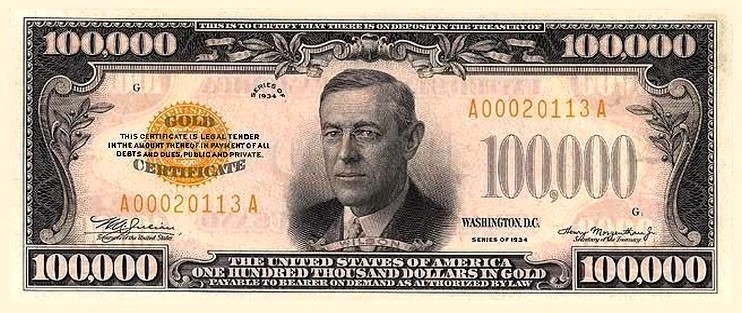 THIS IS TO CERTIFY THAT THERE IS ON DEPOSIT IN THE TREASURY OF
100,000 100,000
G
SERIES OF
1934
A00020113A
GOLD
THIS CERTIFICATE IS LEGAL TENDER
IN THE AMOUNT THEREOF IN PAYMENT OF ALL
DEBTS AND DUES, PUBLIC AND PRIVATE.
CERTIFICATE
100,000
A00020113A
G
WASHINGTON, D.C.
Treasurer of the United States
WILSON
SERIES OF 1934
Henry Morgenthau Jr
Secretary of the Treasury
100,000 100,000
THE UNITED STATES OF AMERICA
ONE HUNDRED THOUSAND DOLLARS IN GOLD
PAYABLE TO BEARER ON DEMAND AS AUTHORIZED BY LAW